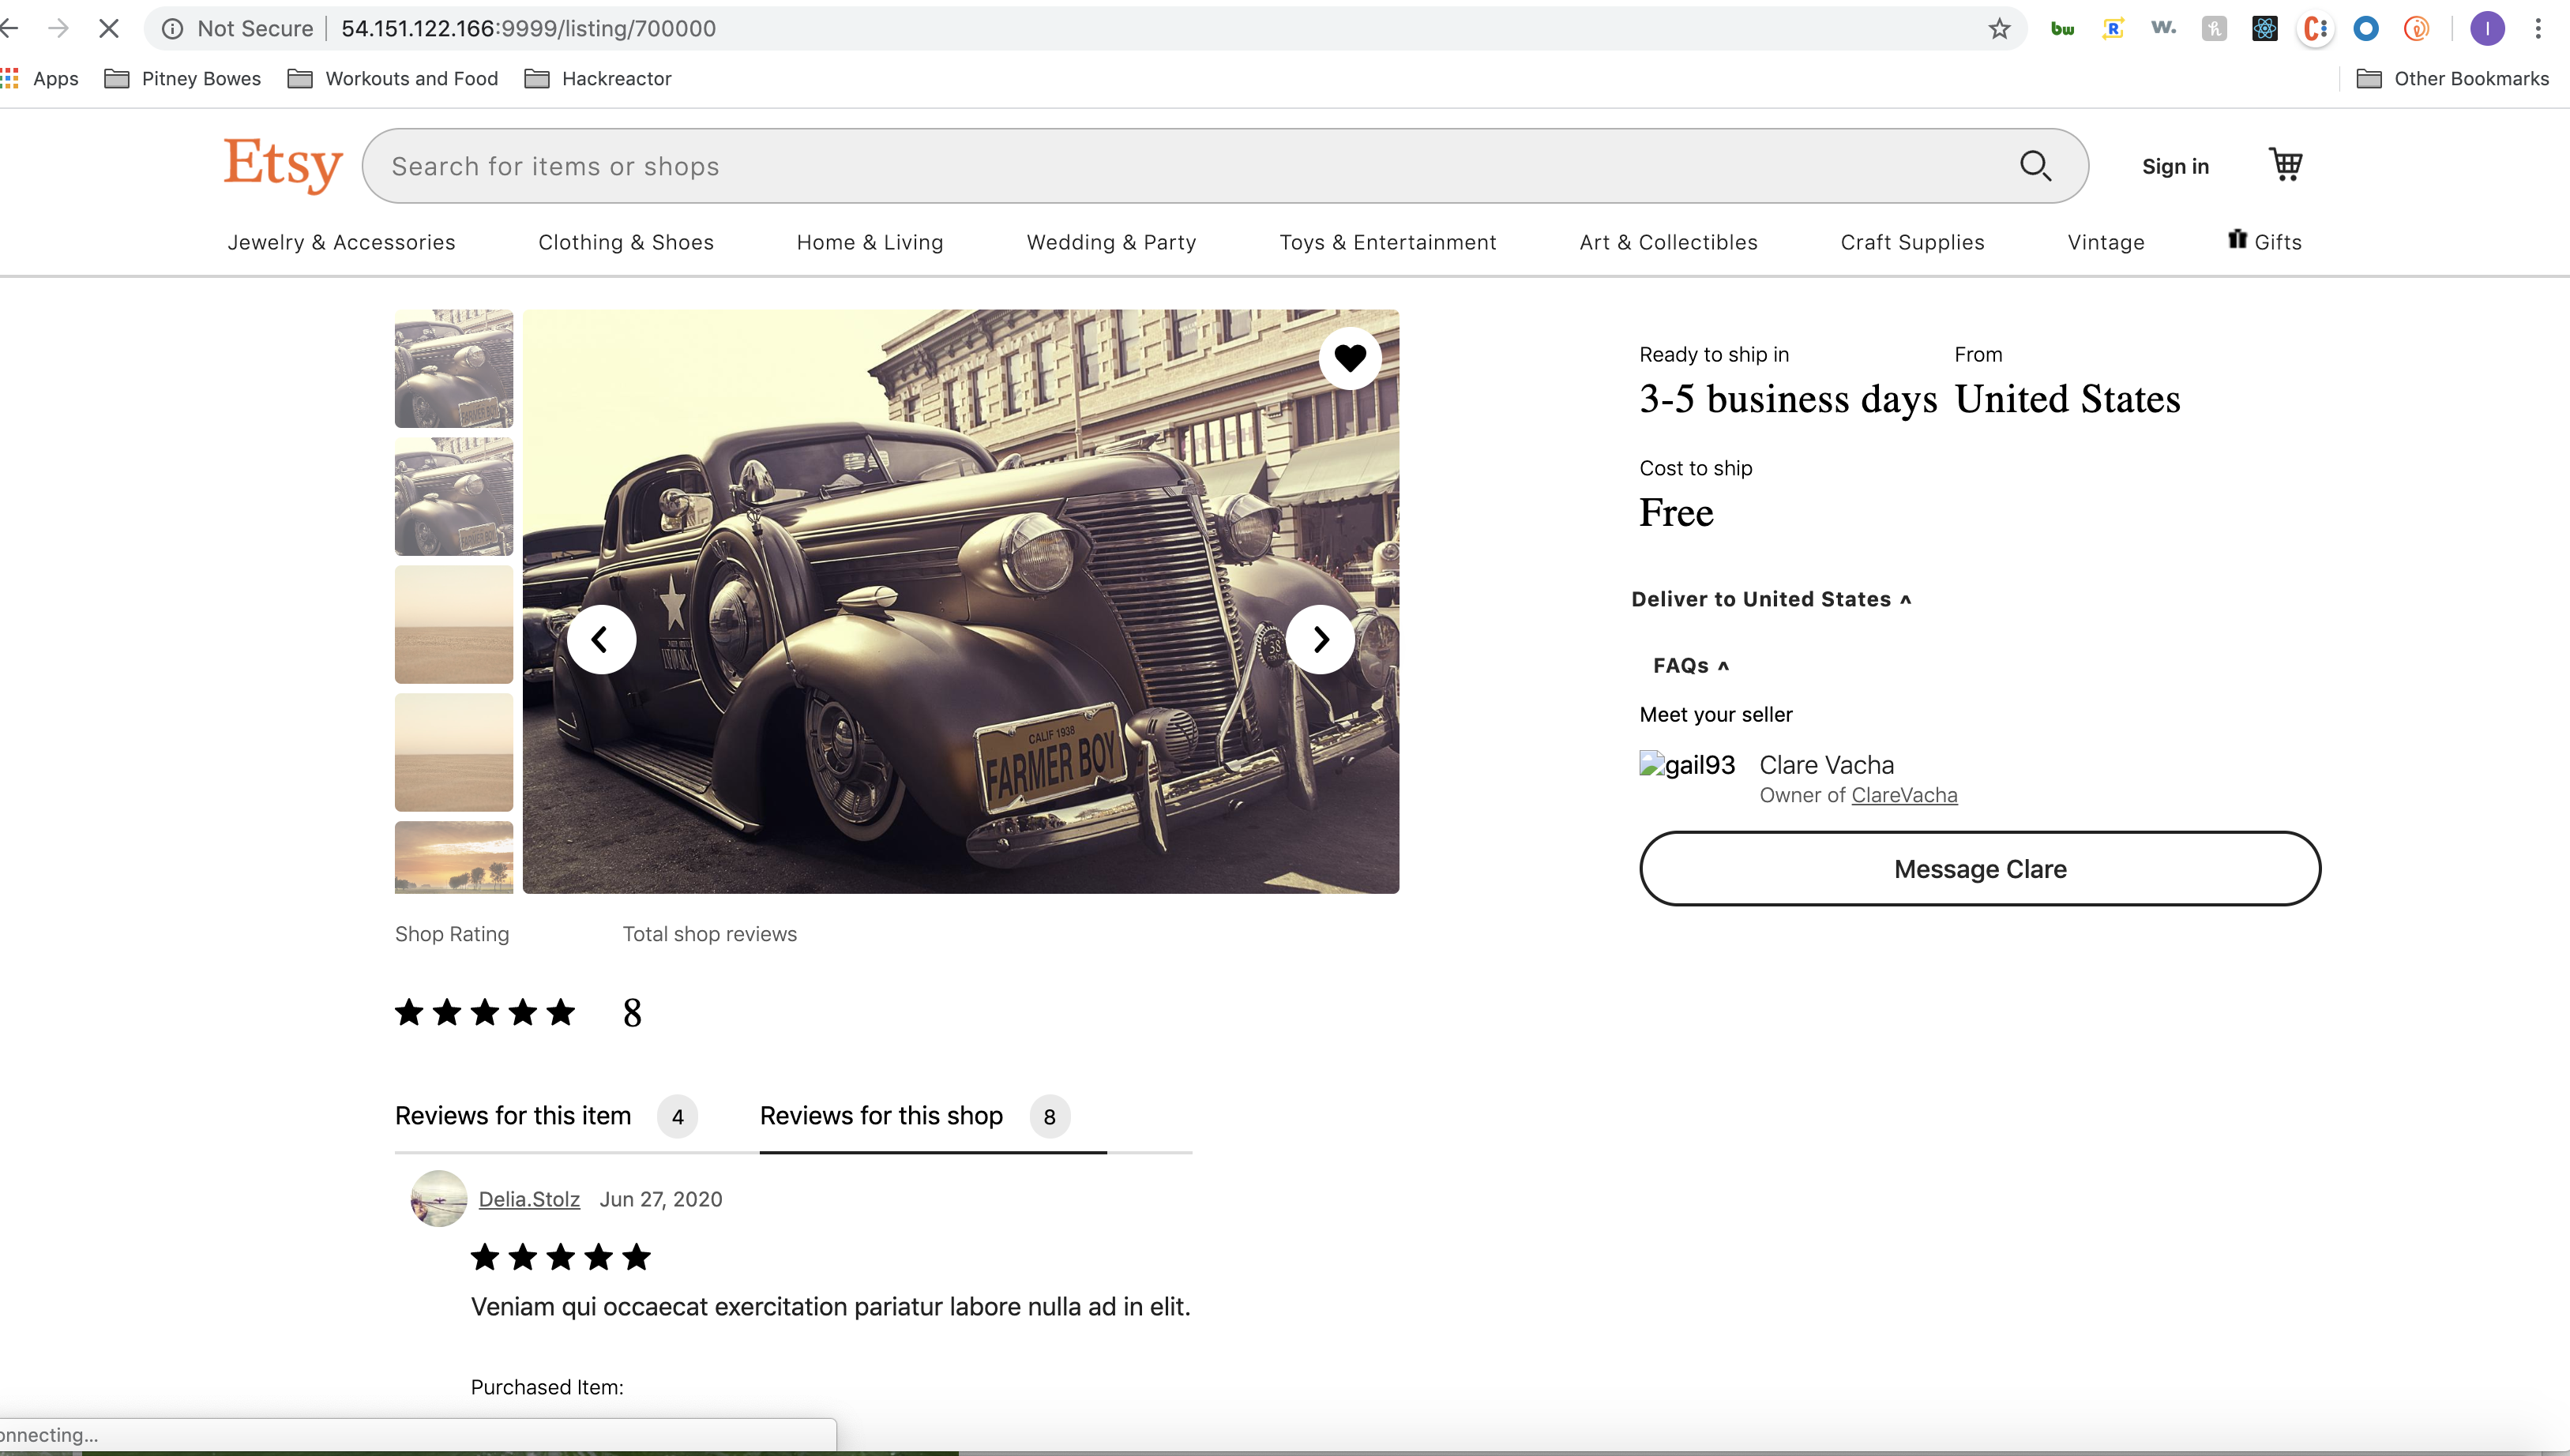 Not Secure 54.151.122.166:9999/listing/700000
bw R w. C I
Apps Pitney Bowes Workouts and Food Hackreactor Other Bookmarks
Etsy Search for items or shops Sign in
Jewelry & Accessories Clothing & Shoes Home & Living Wedding & Party Toys & Entertainment Art & Collectibles Craft Supplies Vintage Gifts
Ready to ship in From
3-5 business days United States
Cost to ship
Free
Deliver to United States ʌ
FAQs ʌ
Meet your seller
gail93 Clare Vacha
Owner of ClareVacha
Message Clare
CALIF 1938
FARMER BOY
38
Shop Rating Total shop reviews
8
Reviews for this item 4 Reviews for this shop 8
Delia.Stolz Jun 27, 2020
Veniam qui occaecat exercitation pariatur labore nulla ad in elit.
Purchased Item:
onnecting...